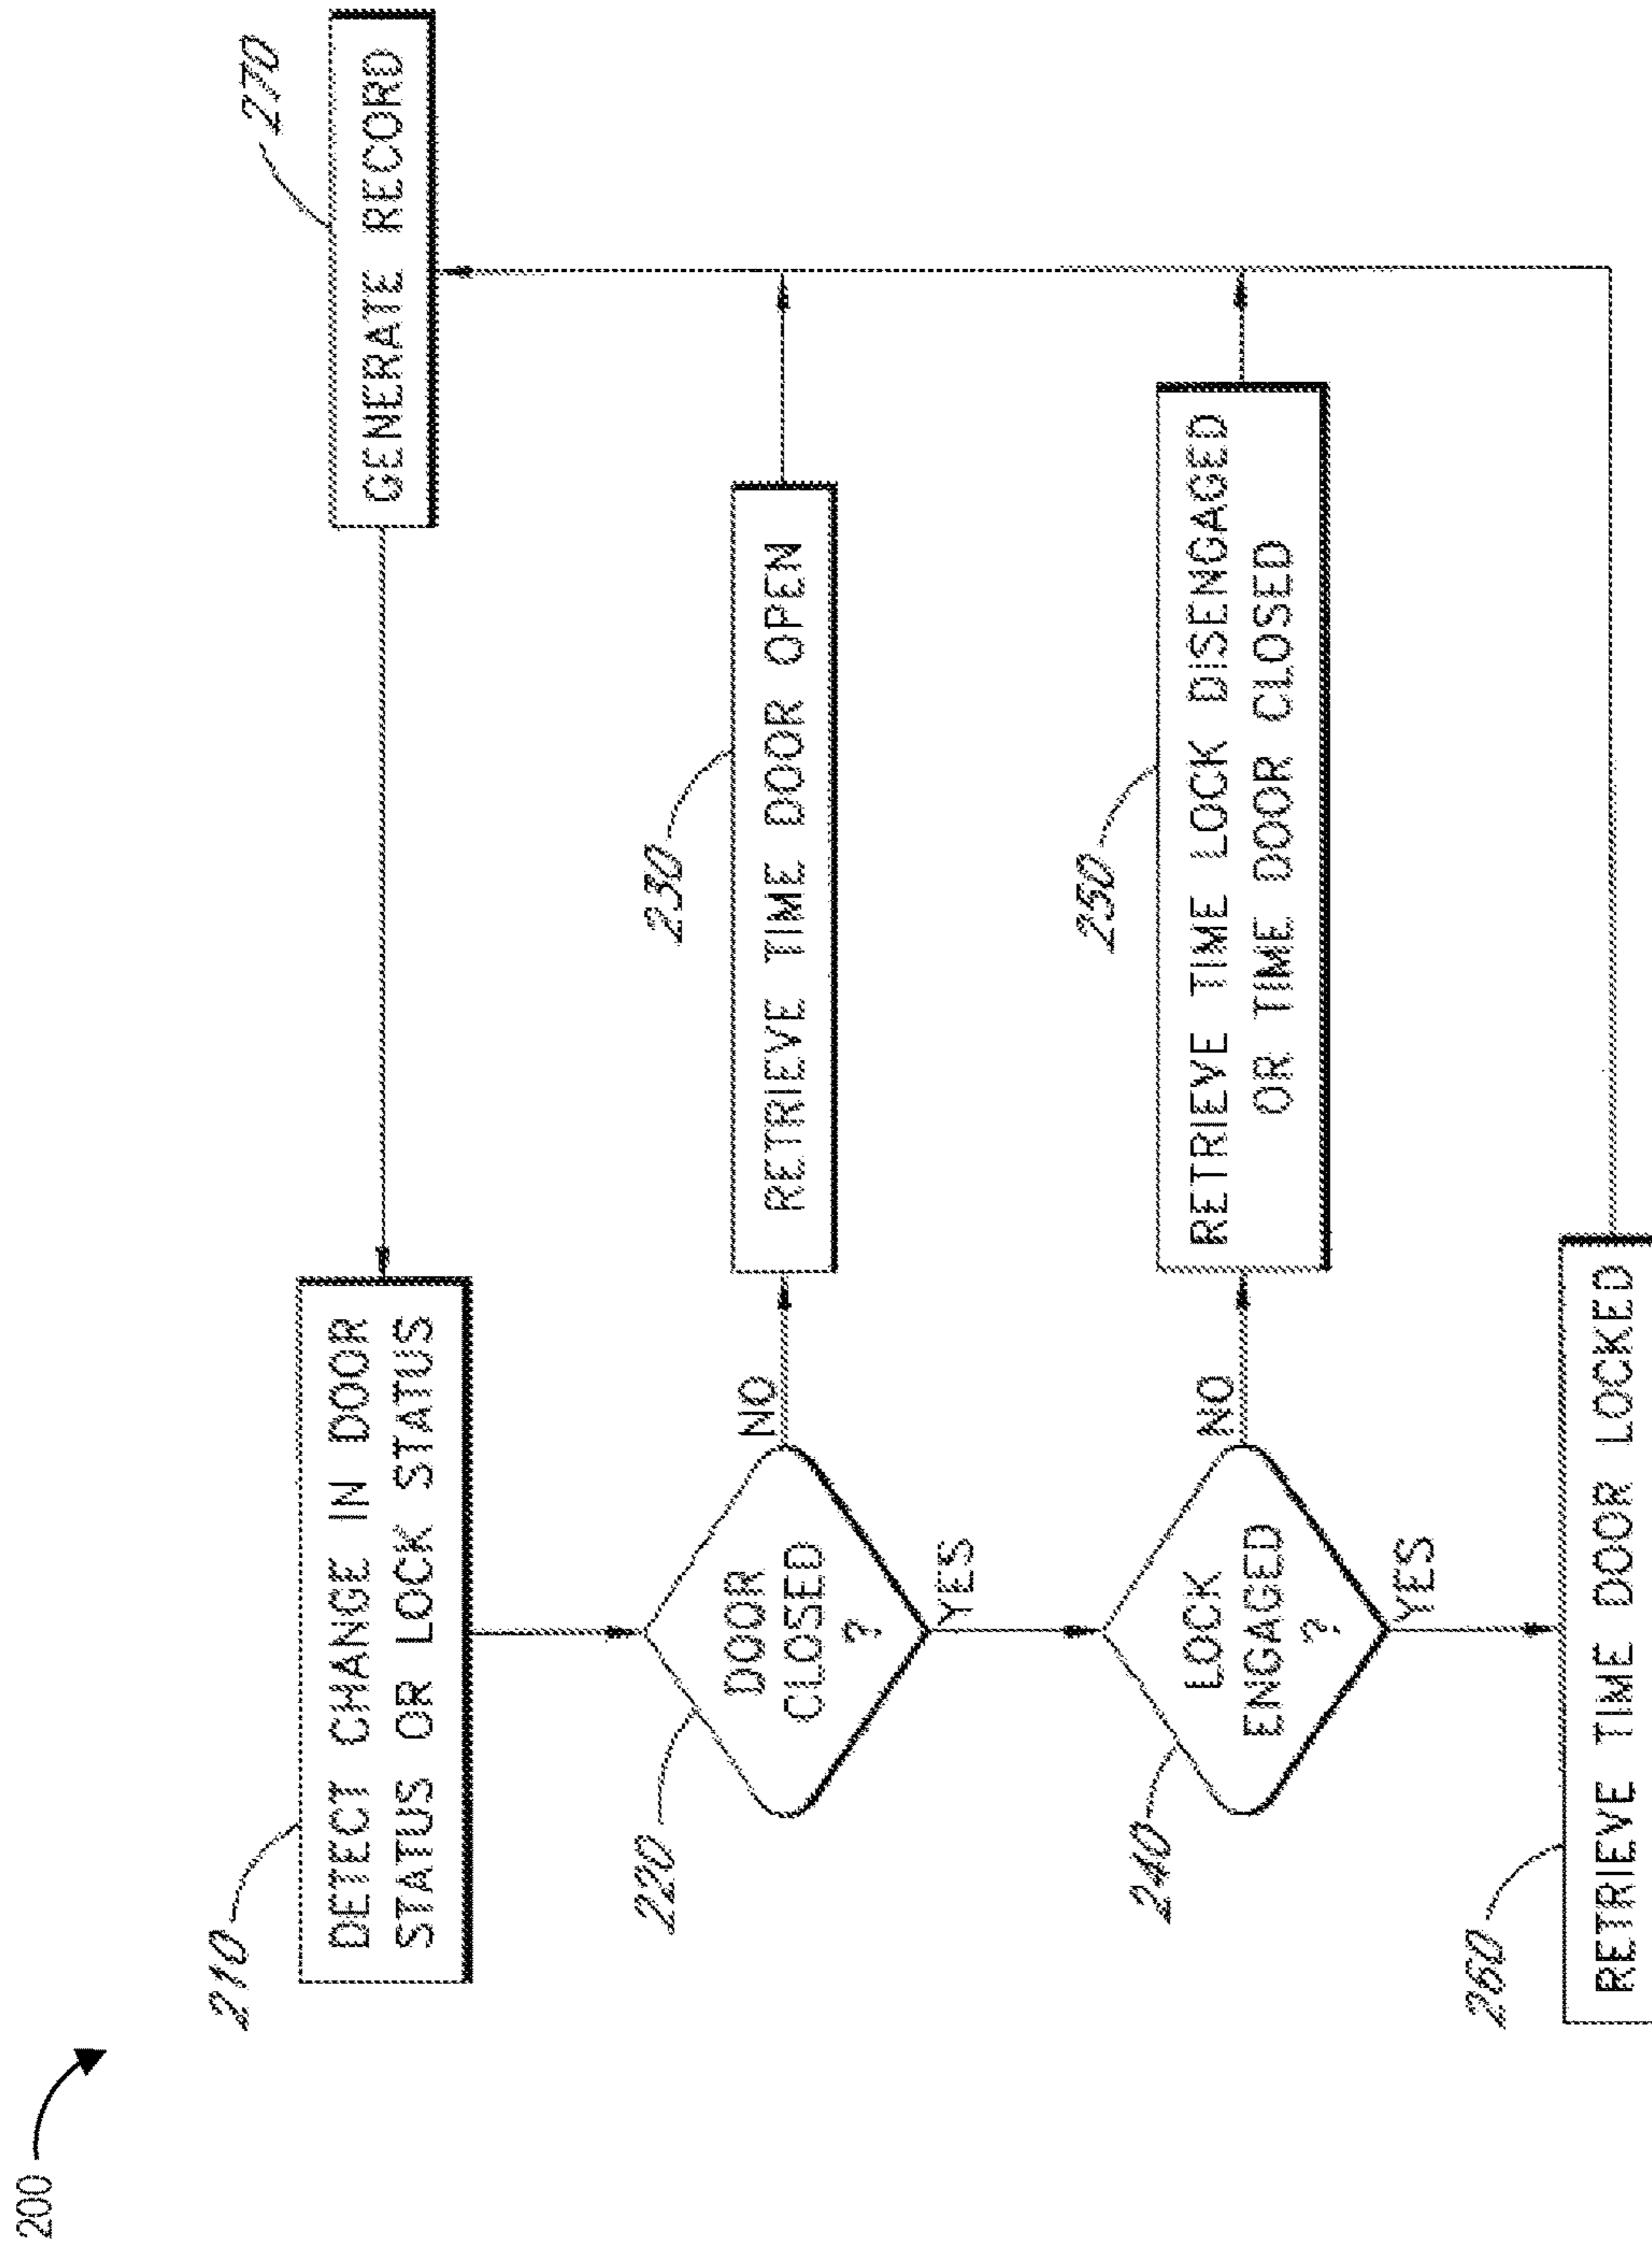 200
210
DETECT CHANGE IN DOOR
STATUS OR LOCK STATUS
270
GENERATE RECORD
220
DOOR
CLOSED
?
NO
YES
230
RETRIEVE TIME DOOR OPEN
240
LOCK
ENGAGED
?
NO
YES
250
RETRIEVE TIME LOCK DISENGAGED
OR TIME DOOR CLOSED
260
RETRIEVE TIME DOOR LOCKED